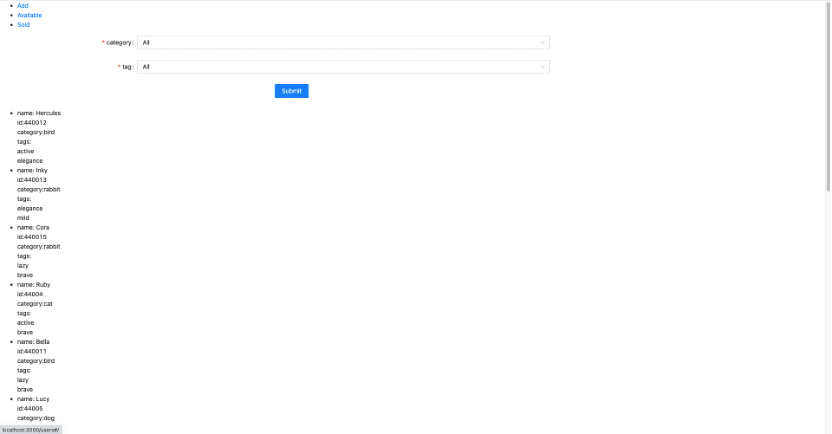 Add
Available
Sold
* category: All
* tag: All
Submit
name: Hercules
id:440012
category:bird
tags:
active
elegance
name: Inky
id:440013
category:rabbit
tags:
elegance
mild
name: Cera
id:440015
category:rabbit
tags:
lazy
brave
name: Ruby
id:44004
category:cat
tags:
active
brave
name: Bella
id:440011
category:bird
tags:
lazy
brave
name: Lucy
id:44005
category:dog
localhost:3000/users#/